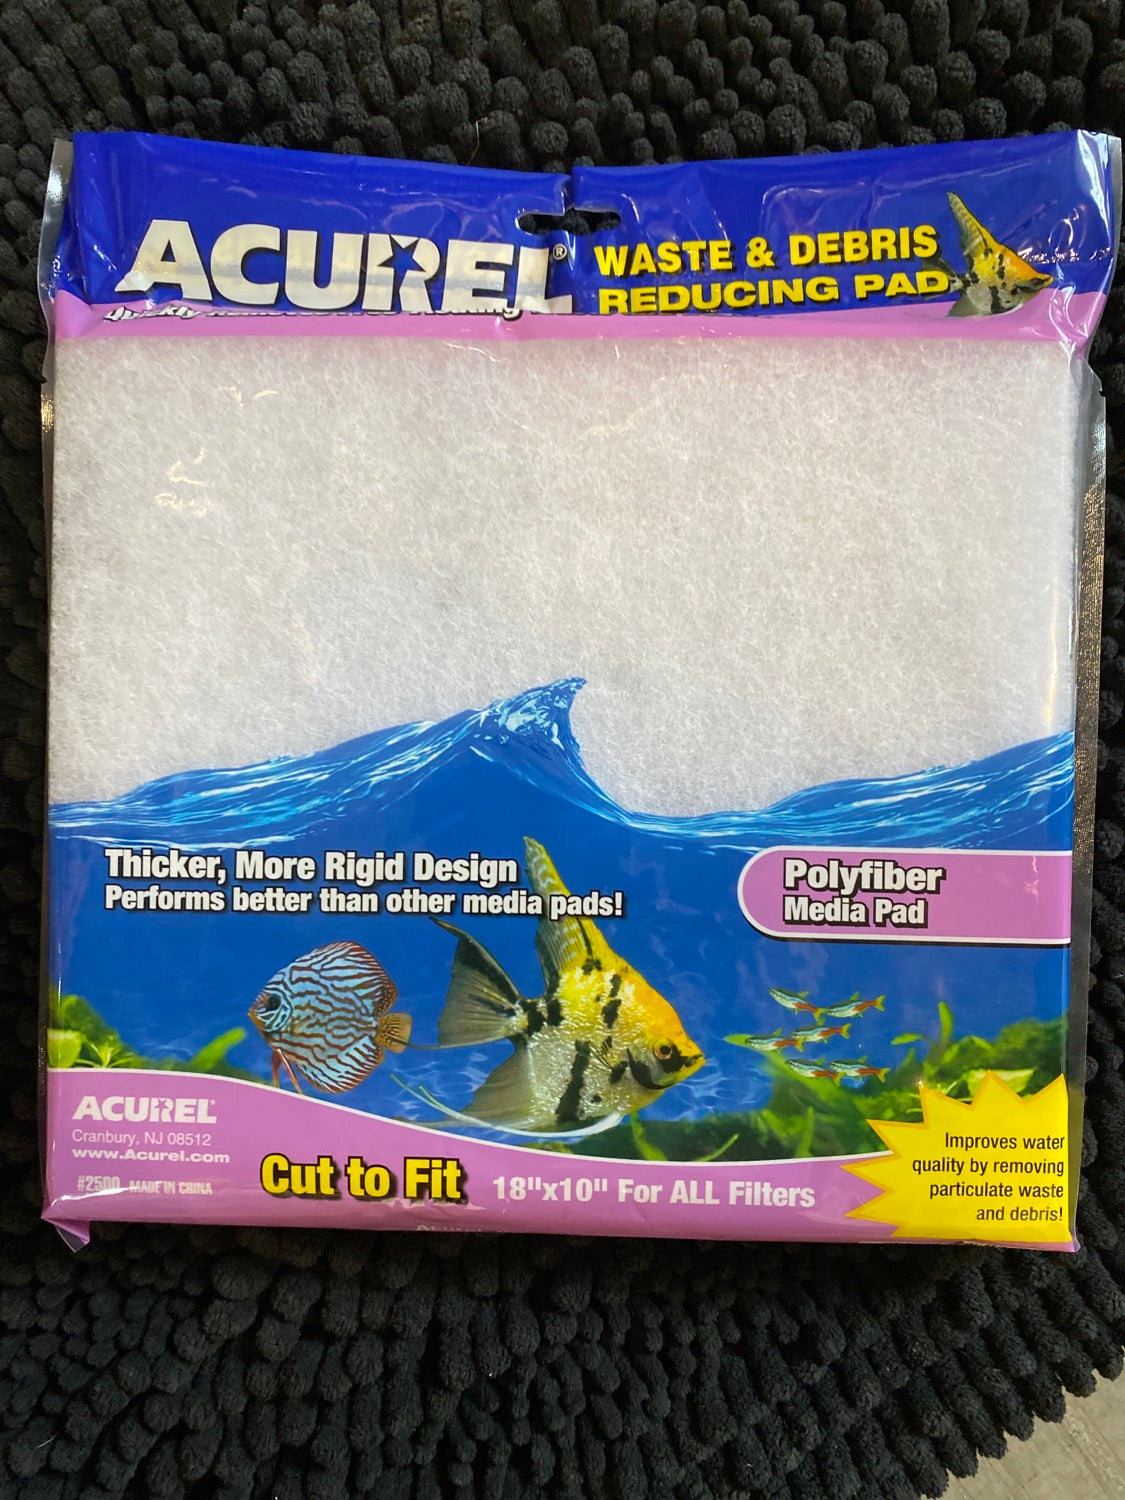 ACUREL®
WASTE & DEBRIS
REDUCING PAD
Quickly
Thicker, More Rigid Design
Performs better than other media pads!
Polyfiber
Media Pad
ACUREL®
Cranbury, NJ 08512
www.Acurel.com
#2500 MADE IN CHINA
Cut to Fit
18"x10" For ALL Filters
Improves water
quality by removing
particulate waste
and debris!